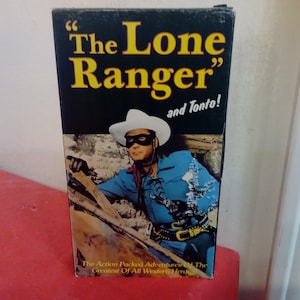 "The Lone
Ranger"
and Tonto!
The Action Packed Adventures Of The
Greatest Of All Western Heroes